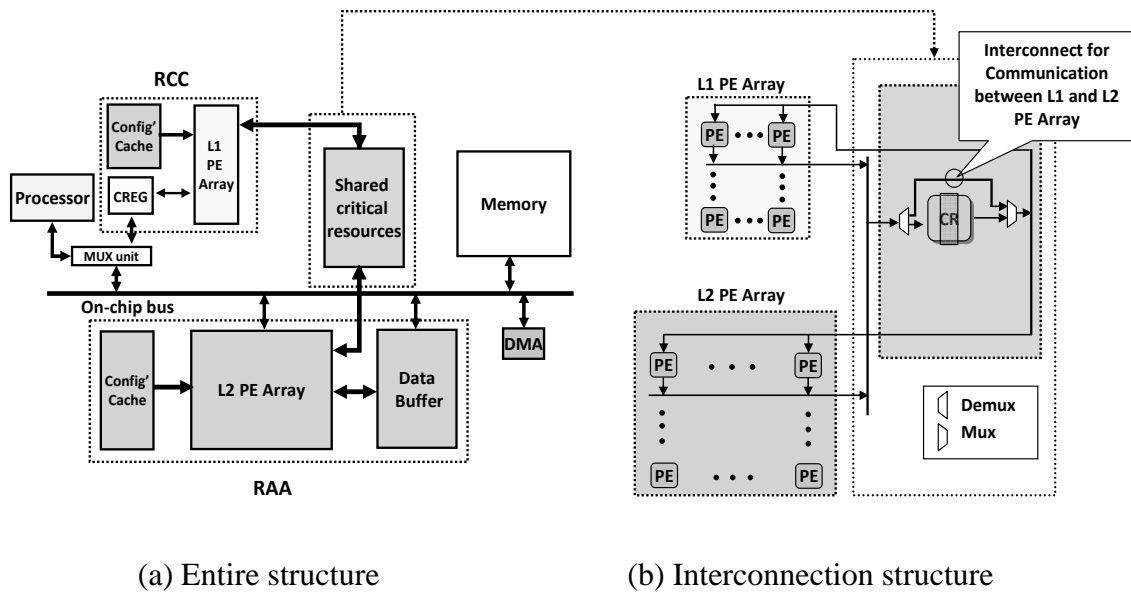 RCC
Config'
Cache
L1
PE
Array
CREG
Processor
MUX unit
Shared
critical
resources
Memory
On-chip bus
DMA
Config'
Cache
L2 PE Array
Data
Buffer
RAA
Interconnect for
Communication
between L1 and L2
PE Array
L1 PE Array
PE PE
PE PE
CR
L2 PE Array
PE PE
PE PE
Demux
Mux
(a) Entire structure
(b) Interconnection structure